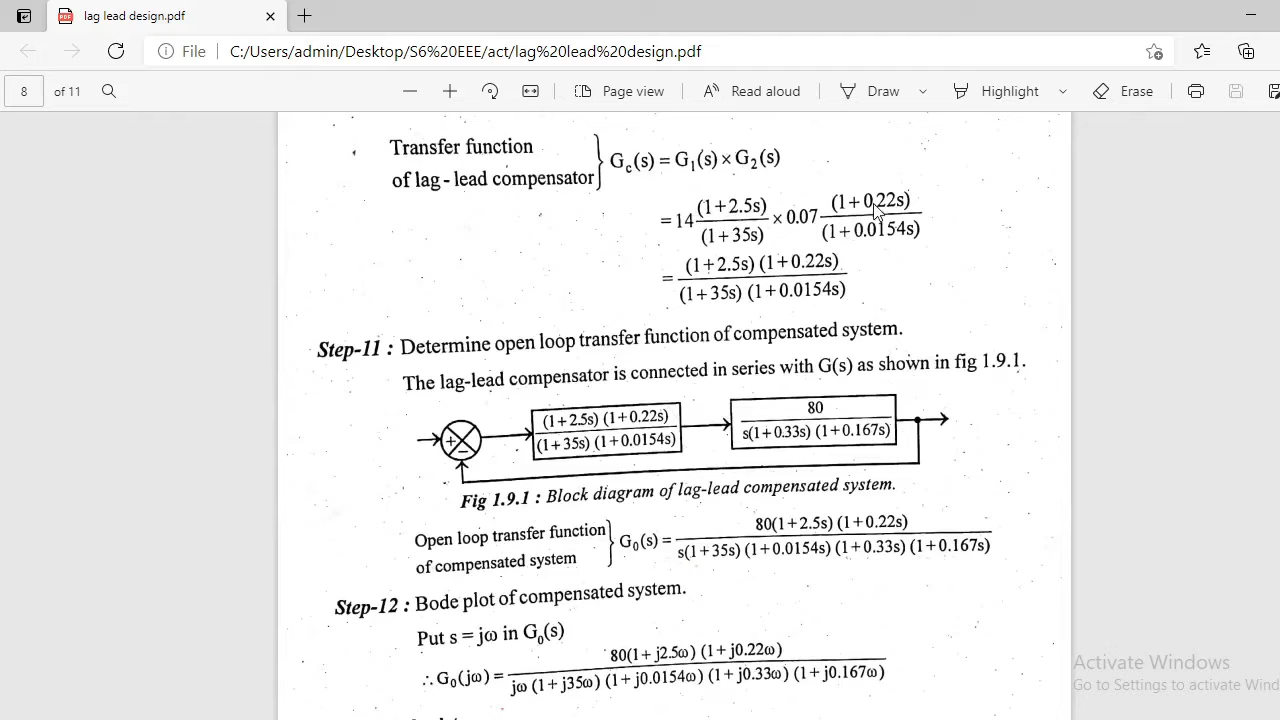 lag lead design.pdf
File C:/Users/admin/Desktop/S6%20EEE/act/lag%20lead%20design.pdf
8 of 11 Page view Read aloud Draw Highlight Erase
Transfer function
of lag - lead compensator } G_c(s) = G_1(s) × G_2(s)
= 14 (1+2.5s)/(1+35s) × 0.07 (1+0.22s)/(1+0.0154s)
= (1+2.5s) (1+0.22s)/(1+35s) (1+0.0154s)
Step-11 : Determine open loop transfer function of compensated system.
The lag-lead compensator is connected in series with G(s) as shown in fig 1.9.1.
+ − (1+2.5s) (1+0.22s)/(1+35s) (1+0.0154s) 80/s(1+0.33s) (1+0.167s)
Fig 1.9.1 : Block diagram of lag-lead compensated system.
Open loop transfer function
of compensated system } G_0(s) = 80(1+2.5s) (1+0.22s)/s(1+35s) (1+0.0154s) (1+0.33s) (1+0.167s)
Step-12 : Bode plot of compensated system.
Put s = jω in G_0(s)
∴ G_0(jω) = 80(1+j2.5ω) (1+j0.22ω)/jω (1+j35ω) (1+j0.0154ω) (1+j0.33ω) (1+j0.167ω)
Activate Windows
Go to Settings to activate Wind